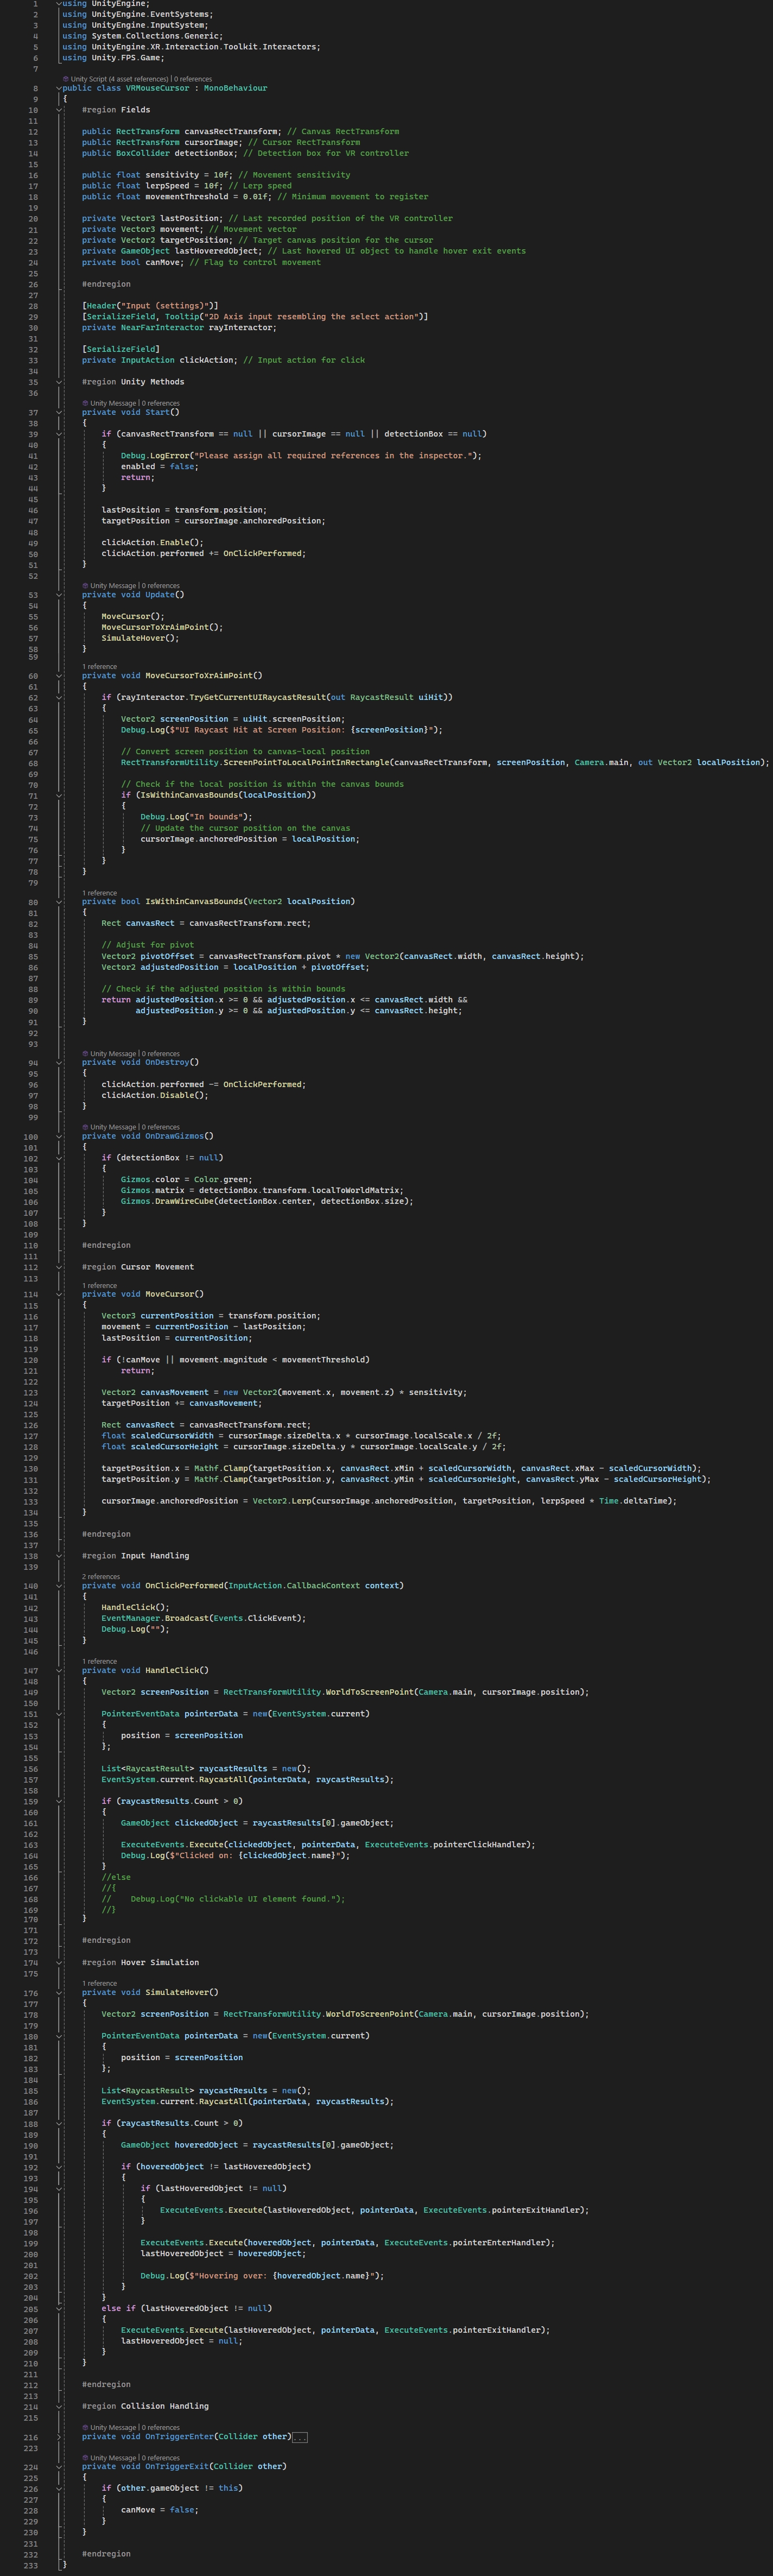 1 using UnityEngine;
2 using UnityEngine.EventSystems;
3 using UnityEngine.InputSystem;
4 using System.Collections.Generic;
5 using UnityEngine.XR.Interaction.Toolkit.Interactors;
6 using Unity.FPS.Game;
7
Unity Script (4 asset references) | 0 references
8 public class VRMouseCursor : MonoBehaviour
9 {
10 #region Fields
11
12 public RectTransform canvasRectTransform; // Canvas RectTransform
13 public RectTransform cursorImage; // Cursor RectTransform
14 public BoxCollider detectionBox; // Detection box for VR controller
15
16 public float sensitivity = 10f; // Movement sensitivity
17 public float lerpSpeed = 10f; // Lerp speed
18 public float movementThreshold = 0.01f; // Minimum movement to register
19
20 private Vector3 lastPosition; // Last recorded position of the VR controller
21 private Vector3 movement; // Movement vector
22 private Vector2 targetPosition; // Target canvas position for the cursor
23 private GameObject lastHoveredObject; // Last hovered UI object to handle hover exit events
24 private bool canMove; // Flag to control movement
25
26 #endregion
27
28 [Header("Input (settings)")]
29 [SerializeField, Tooltip("2D Axis input resembling the select action")]
30 private NearFarInteractor rayInteractor;
31
32 [SerializeField]
33 private InputAction clickAction; // Input action for click
34
35 #region Unity Methods
36
Unity Message | 0 references
37 private void Start()
38 {
39 if (canvasRectTransform == null || cursorImage == null || detectionBox == null)
40 {
41 Debug.LogError("Please assign all required references in the inspector.");
42 enabled = false;
43 return;
44 }
45
46 lastPosition = transform.position;
47 targetPosition = cursorImage.anchoredPosition;
48
49 clickAction.Enable();
50 clickAction.performed += OnClickPerformed;
51 }
52
Unity Message | 0 references
53 private void Update()
54 {
55 MoveCursor();
56 MoveCursorToXrAimPoint();
57 SimulateHover();
58 }
59
1 reference
60 private void MoveCursorToXrAimPoint()
61 {
62 if (rayInteractor.TryGetCurrentUIRaycastResult(out RaycastResult uiHit))
63 {
64 Vector2 screenPosition = uiHit.screenPosition;
65 Debug.Log($"UI Raycast Hit at Screen Position: {screenPosition}");
66
67 // Convert screen position to canvas-local position
68 RectTransformUtility.ScreenPointToLocalPointInRectangle(canvasRectTransform, screenPosition, Camera.main, out Vector2 localPosition);
69
70 // Check if the local position is within the canvas bounds
71 if (IsWithinCanvasBounds(localPosition))
72 {
73 Debug.Log("In bounds");
74 // Update the cursor position on the canvas
75 cursorImage.anchoredPosition = localPosition;
76 }
77 }
78 }
79
1 reference
80 private bool IsWithinCanvasBounds(Vector2 localPosition)
81 {
82 Rect canvasRect = canvasRectTransform.rect;
83
84 // Adjust for pivot
85 Vector2 pivotOffset = canvasRectTransform.pivot * new Vector2(canvasRect.width, canvasRect.height);
86 Vector2 adjustedPosition = localPosition + pivotOffset;
87
88 // Check if the adjusted position is within bounds
89 return adjustedPosition.x >= 0 && adjustedPosition.x <= canvasRect.width &&
90 adjustedPosition.y >= 0 && adjustedPosition.y <= canvasRect.height;
91 }
92
93
Unity Message | 0 references
94 private void OnDestroy()
95 {
96 clickAction.performed -= OnClickPerformed;
97 clickAction.Disable();
98 }
99
Unity Message | 0 references
100 private void OnDrawGizmos()
101 {
102 if (detectionBox != null)
103 {
104 Gizmos.color = Color.green;
105 Gizmos.matrix = detectionBox.transform.localToWorldMatrix;
106 Gizmos.DrawWireCube(detectionBox.center, detectionBox.size);
107 }
108 }
109
110 #endregion
111
112 #region Cursor Movement
113
1 reference
114 private void MoveCursor()
115 {
116 Vector3 currentPosition = transform.position;
117 movement = currentPosition - lastPosition;
118 lastPosition = currentPosition;
119
120 if (!canMove || movement.magnitude < movementThreshold)
121 return;
122
123 Vector2 canvasMovement = new Vector2(movement.x, movement.z) * sensitivity;
124 targetPosition += canvasMovement;
125
126 Rect canvasRect = canvasRectTransform.rect;
127 float scaledCursorWidth = cursorImage.sizeDelta.x * cursorImage.localScale.x / 2f;
128 float scaledCursorHeight = cursorImage.sizeDelta.y * cursorImage.localScale.y / 2f;
129
130 targetPosition.x = Mathf.Clamp(targetPosition.x, canvasRect.xMin + scaledCursorWidth, canvasRect.xMax - scaledCursorWidth);
131 targetPosition.y = Mathf.Clamp(targetPosition.y, canvasRect.yMin + scaledCursorHeight, canvasRect.yMax - scaledCursorHeight);
132
133 cursorImage.anchoredPosition = Vector2.Lerp(cursorImage.anchoredPosition, targetPosition, lerpSpeed * Time.deltaTime);
134 }
135
136 #endregion
137
138 #region Input Handling
139
2 references
140 private void OnClickPerformed(InputAction.CallbackContext context)
141 {
142 HandleClick();
143 EventManager.Broadcast(Events.ClickEvent);
144 Debug.Log("");
145 }
146
1 reference
147 private void HandleClick()
148 {
149 Vector2 screenPosition = RectTransformUtility.WorldToScreenPoint(Camera.main, cursorImage.position);
150
151 PointerEventData pointerData = new(EventSystem.current)
152 {
153 position = screenPosition
154 };
155
156 List<RaycastResult> raycastResults = new();
157 EventSystem.current.RaycastAll(pointerData, raycastResults);
158
159 if (raycastResults.Count > 0)
160 {
161 GameObject clickedObject = raycastResults[0].gameObject;
162
163 ExecuteEvents.Execute(clickedObject, pointerData, ExecuteEvents.pointerClickHandler);
164 Debug.Log($"Clicked on: {clickedObject.name}");
165 }
166 //else
167 //{
168 // Debug.Log("No clickable UI element found.");
169 //}
170 }
171
172 #endregion
173
174 #region Hover Simulation
175
1 reference
176 private void SimulateHover()
177 {
178 Vector2 screenPosition = RectTransformUtility.WorldToScreenPoint(Camera.main, cursorImage.position);
179
180 PointerEventData pointerData = new(EventSystem.current)
181 {
182 position = screenPosition
183 };
184
185 List<RaycastResult> raycastResults = new();
186 EventSystem.current.RaycastAll(pointerData, raycastResults);
187
188 if (raycastResults.Count > 0)
189 {
190 GameObject hoveredObject = raycastResults[0].gameObject;
191
192 if (hoveredObject != lastHoveredObject)
193 {
194 if (lastHoveredObject != null)
195 {
196 ExecuteEvents.Execute(lastHoveredObject, pointerData, ExecuteEvents.pointerExitHandler);
197 }
198
199 ExecuteEvents.Execute(hoveredObject, pointerData, ExecuteEvents.pointerEnterHandler);
200 lastHoveredObject = hoveredObject;
201
202 Debug.Log($"Hovering over: {hoveredObject.name}");
203 }
204 }
205 else if (lastHoveredObject != null)
206 {
207 ExecuteEvents.Execute(lastHoveredObject, pointerData, ExecuteEvents.pointerExitHandler);
208 lastHoveredObject = null;
209 }
210 }
211
212 #endregion
213
214 #region Collision Handling
215
Unity Message | 0 references
216 private void OnTriggerEnter(Collider other)...
223
Unity Message | 0 references
224 private void OnTriggerExit(Collider other)
225 {
226 if (other.gameObject != this)
227 {
228 canMove = false;
229 }
230 }
231
232 #endregion
233 }